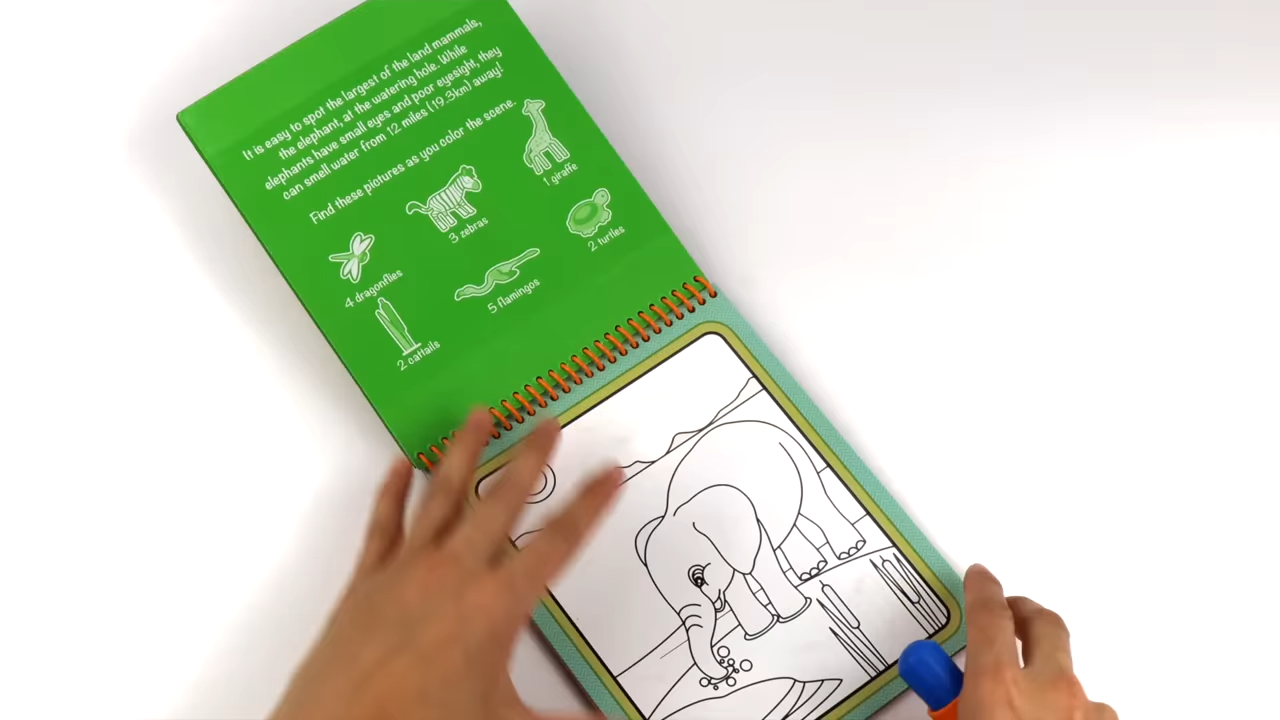 It is easy to spot the largest of the land mammals,
the elephant, at the watering hole. While
elephants have small eyes and poor eyesight, they
can smell water from 12 miles (19.3km) away!
Find these pictures as you color the scene.
4 dragonflies
3 zebras
1 giraffe
2 cattails
5 flamingos
2 turtles